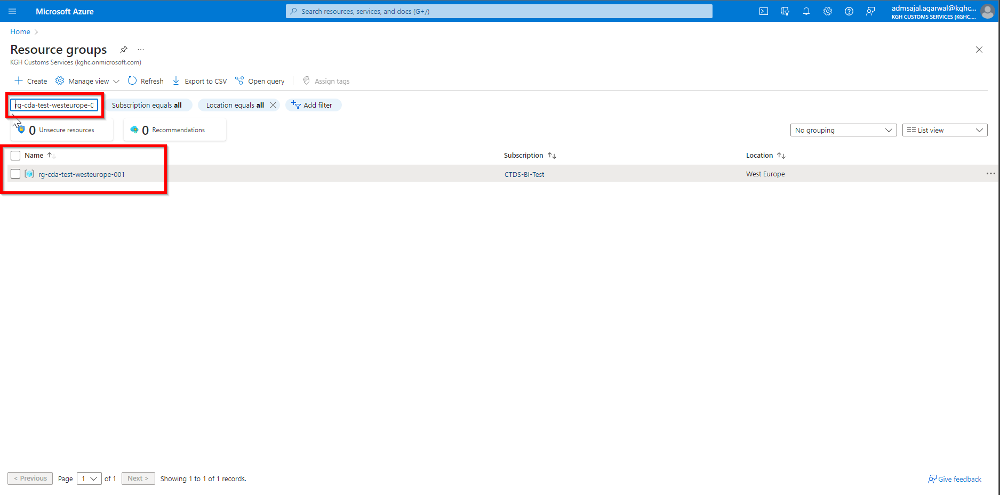 Microsoft Azure
Search resources, services, and docs (G+/)
admsajal.agarwal@kghc...
KGH CUSTOMS SERVICES (KGHC....
Home
Resource groups
...
KGH Customs Services (kghc.onmicrosoft.com)
Create
Manage view
Refresh
Export to CSV
Open query
Assign tags
rg-cda-test-westeurope-0
Subscription equals all
Location equals all
Add filter
0 Unsecure resources
0 Recommendations
No grouping
List view
Name
Subscription
Location
rg-cda-test-westeurope-001
CTDS-BI-Test
West Europe
...
< Previous
Page
1
of 1
Next >
Showing 1 to 1 of 1 records.
Give feedback